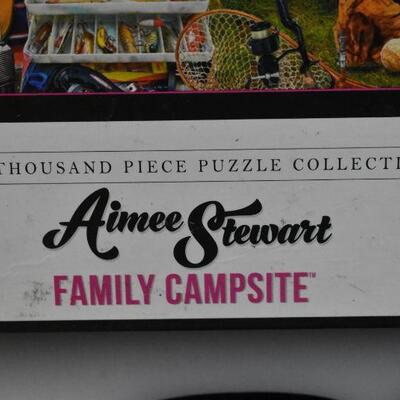 THOUSAND PIECE PUZZLE COLLECTI
Aimee Stewart
FAMILY CAMPSITE™